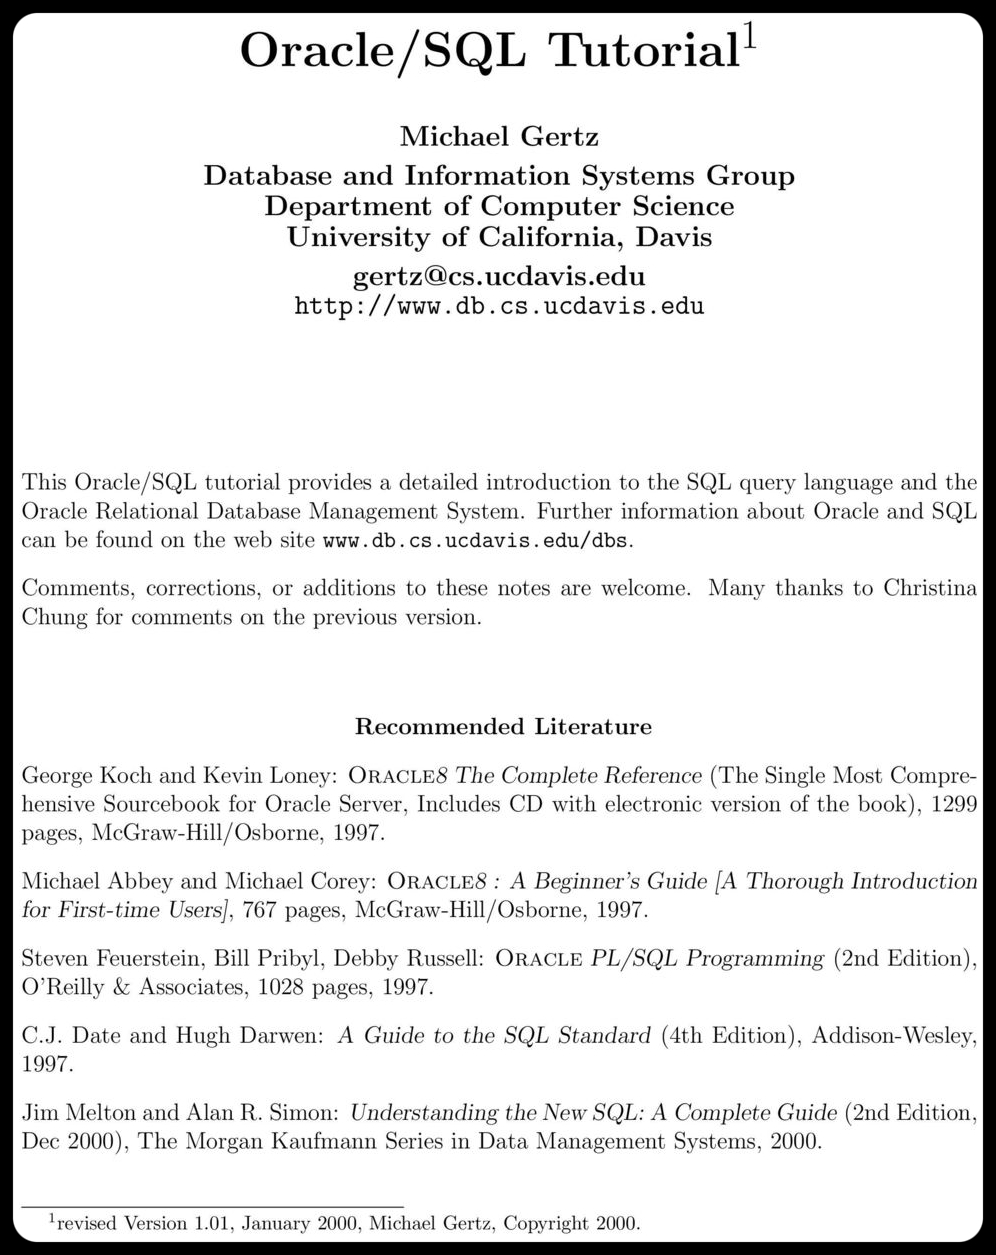 Oracle/SQL Tutorial¹
Michael Gertz
Database and Information Systems Group
Department of Computer Science
University of California, Davis
gertz@cs.ucdavis.edu
http://www.db.cs.ucdavis.edu
This Oracle/SQL tutorial provides a detailed introduction to the SQL query language and the
Oracle Relational Database Management System. Further information about Oracle and SQL
can be found on the web site www.db.cs.ucdavis.edu/dbs.
Comments, corrections, or additions to these notes are welcome. Many thanks to Christina
Chung for comments on the previous version.
Recommended Literature
George Koch and Kevin Loney: ORACLE8 The Complete Reference (The Single Most Compre-
hensive Sourcebook for Oracle Server, Includes CD with electronic version of the book), 1299
pages, McGraw-Hill/Osborne, 1997.
Michael Abbey and Michael Corey: ORACLE8 : A Beginner's Guide [A Thorough Introduction
for First-time Users], 767 pages, McGraw-Hill/Osborne, 1997.
Steven Feuerstein, Bill Pribyl, Debby Russell: ORACLE PL/SQL Programming (2nd Edition),
O'Reilly & Associates, 1028 pages, 1997.
C.J. Date and Hugh Darwen: A Guide to the SQL Standard (4th Edition), Addison-Wesley,
1997.
Jim Melton and Alan R. Simon: Understanding the New SQL: A Complete Guide (2nd Edition,
Dec 2000), The Morgan Kaufmann Series in Data Management Systems, 2000.
¹revised Version 1.01, January 2000, Michael Gertz, Copyright 2000.